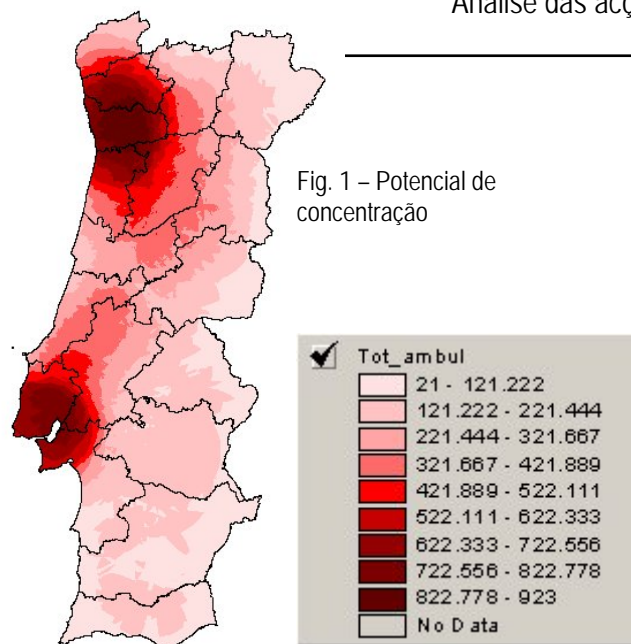 Análise das acç
Fig. 1 – Potencial de
concentração
Tot_ambul
21 - 121.222
121.222 - 221.444
221.444 - 321.667
321.667 - 421.889
421.889 - 522.111
522.111 - 622.333
622.333 - 722.556
722.556 - 822.778
822.778 - 923
No Data